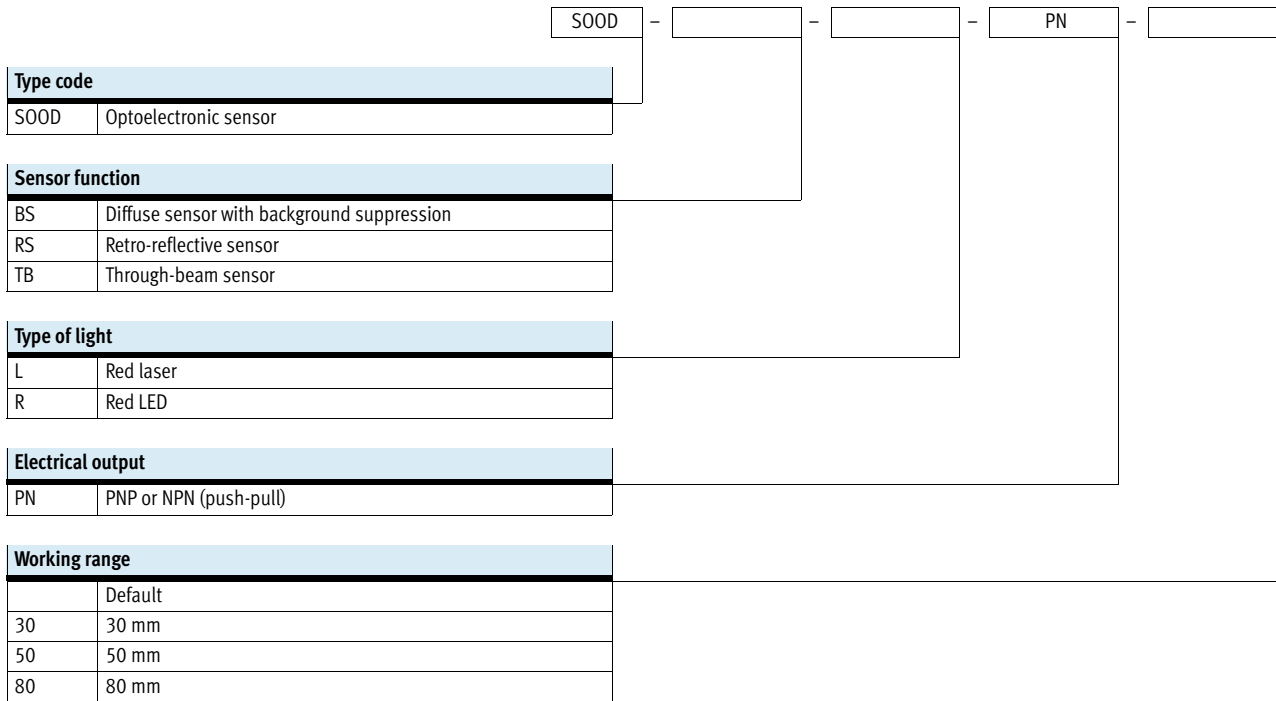 SOOD – – – PN –
Type code
SOOD Optoelectronic sensor
Sensor function
BS Diffuse sensor with background suppression
RS Retro-reflective sensor
TB Through-beam sensor
Type of light
L Red laser
R Red LED
Electrical output
PN PNP or NPN (push-pull)
Working range
Default
30 30 mm
50 50 mm
80 80 mm